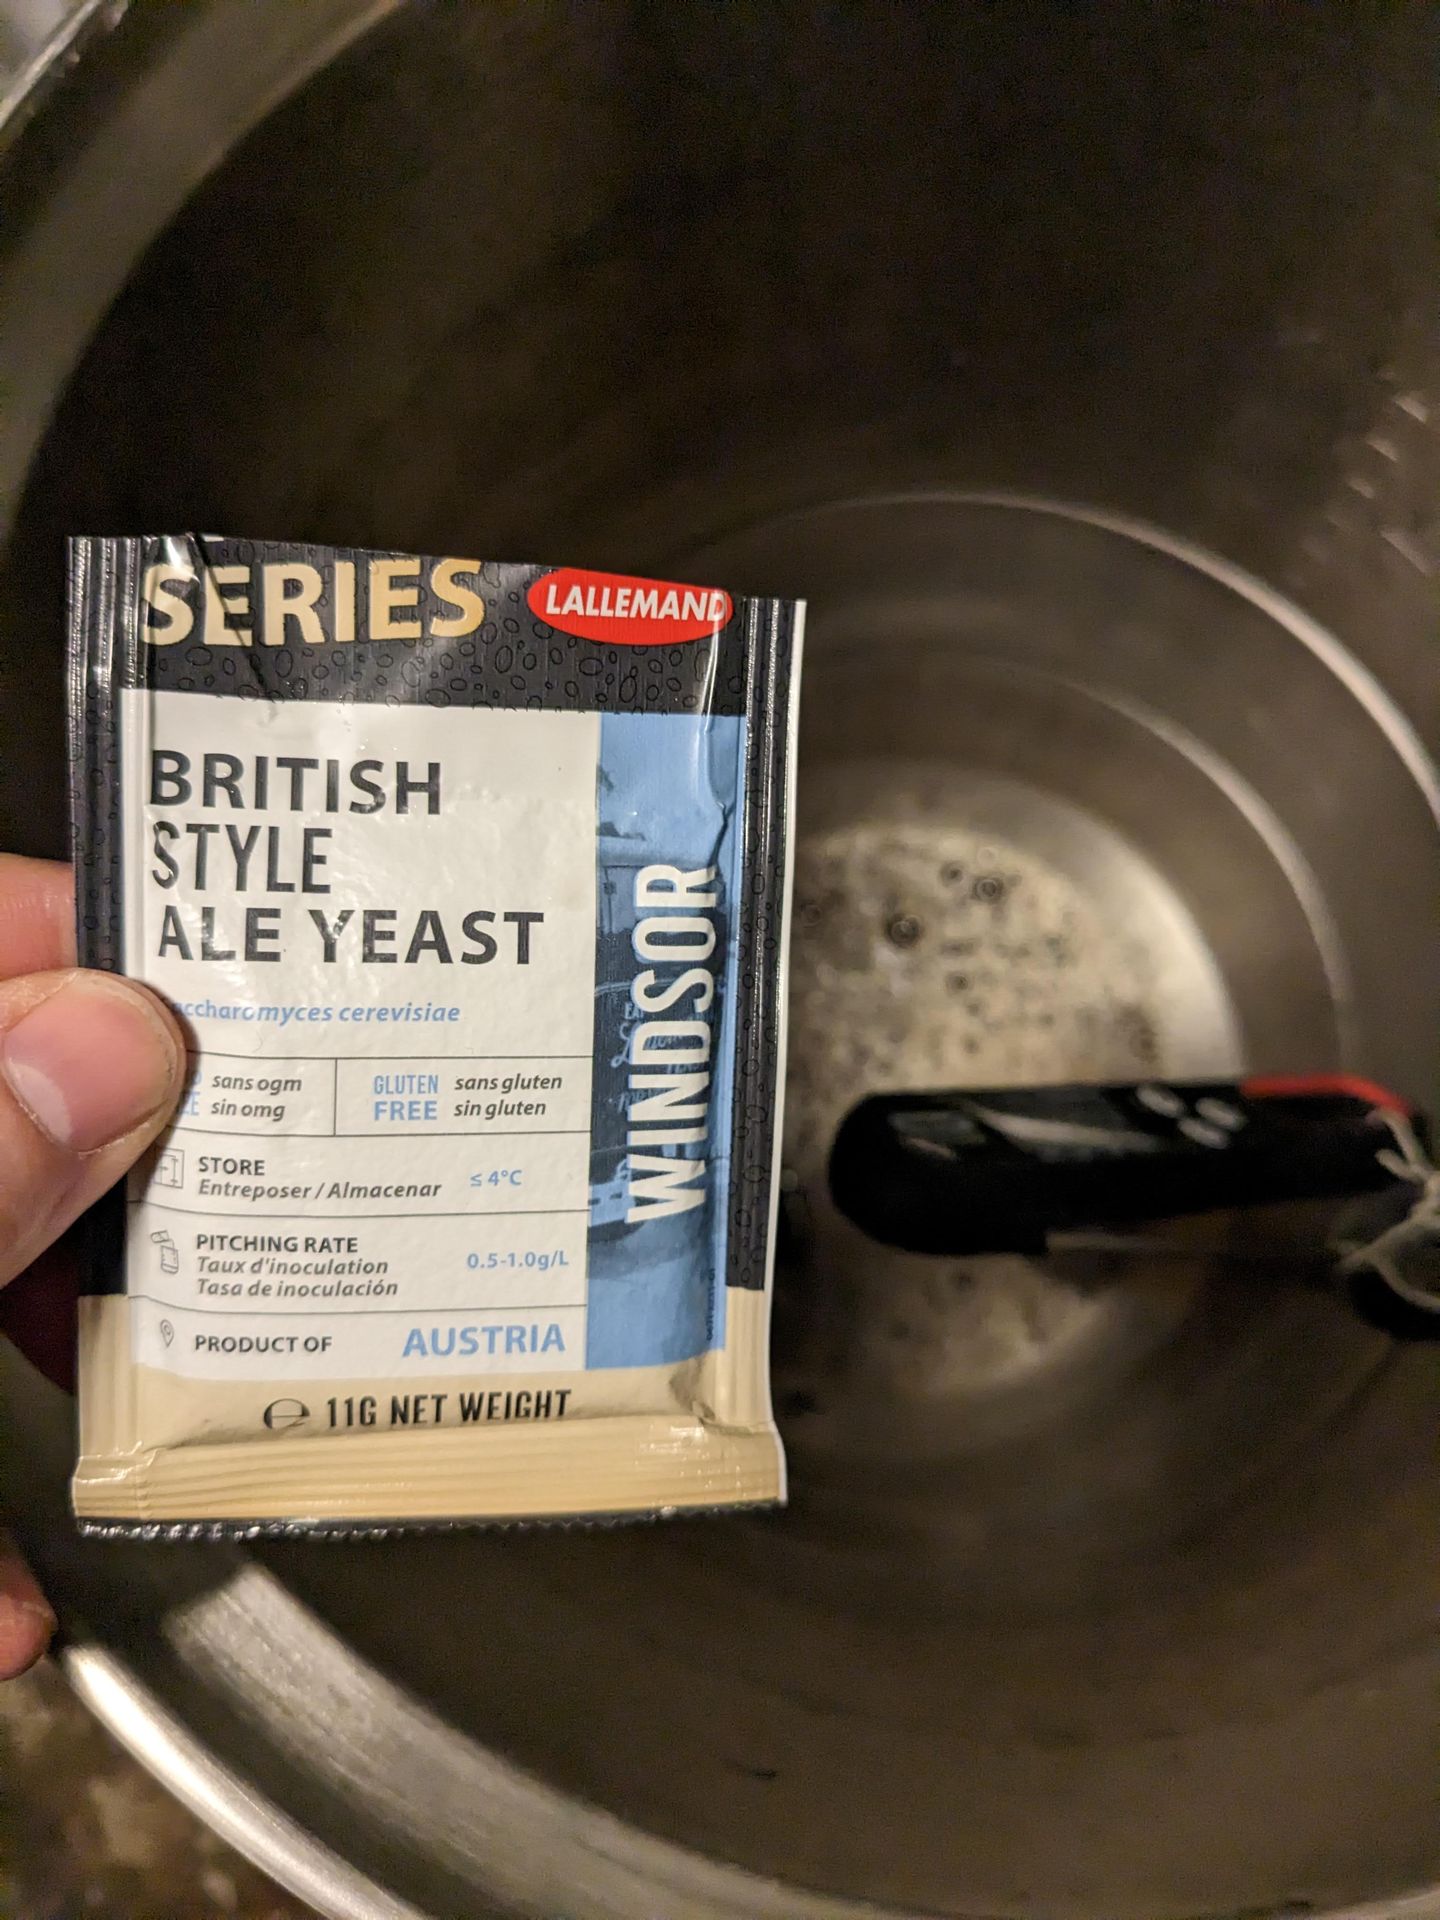 SERIES
LALLEMAND
BRITISH
STYLE
ALE YEAST
WINDSOR
accharomyces cerevisiae
sans ogm
sin omg
GLUTEN
FREE
sans gluten
sin gluten
STORE
Entreposer / Almacenar
≤ 4°C
PITCHING RATE
Taux d'inoculation
Tasa de inoculación
0.5-1.0g/L
PRODUCT OF
AUSTRIA
℮ 11G NET WEIGHT